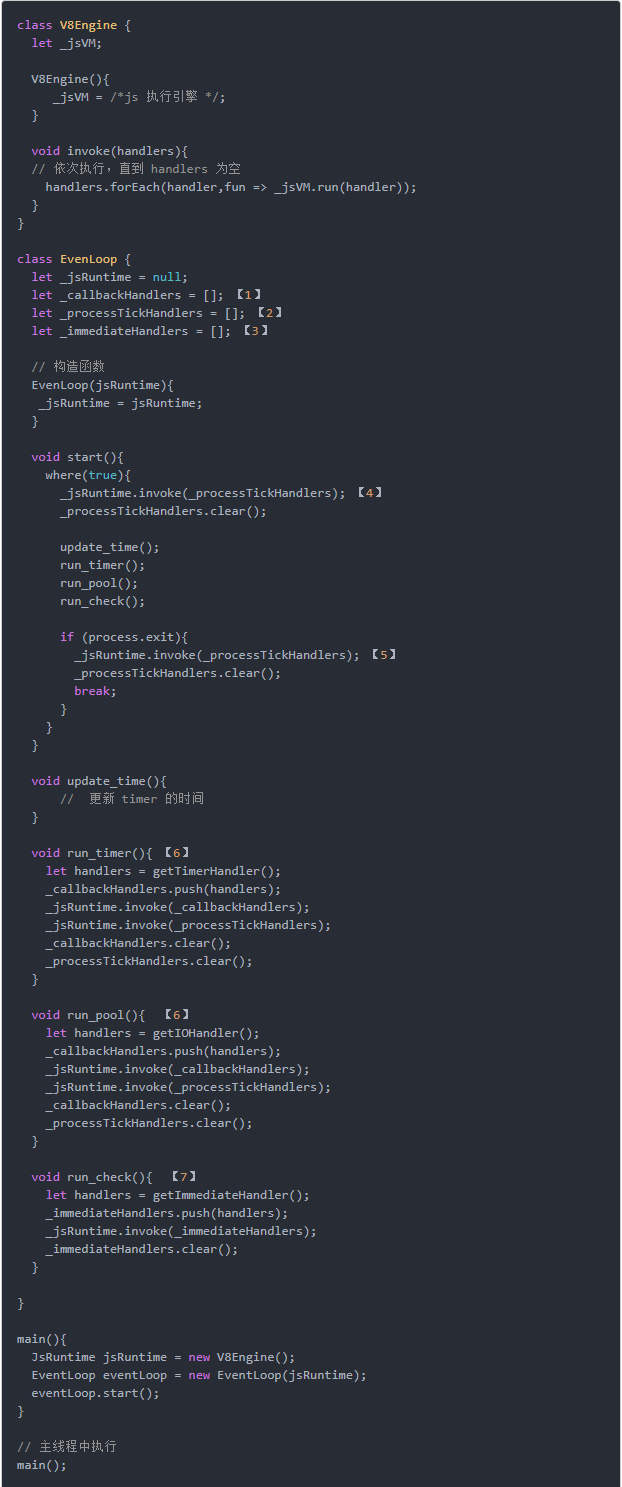 class V8Engine {
let _jsVM;
V8Engine(){
_jsVM = /*js 执行引擎 */;
}
void invoke(handlers){
// 依次执行，直到 handlers 为空
handlers.forEach(handler,fun => _jsVM.run(handler));
}
}
class EvenLoop {
let _jsRuntime = null;
let _callbackHandlers = []; 【1】
let _processTickHandlers = []; 【2】
let _immediateHandlers = []; 【3】
// 构造函数
EvenLoop(jsRuntime){
_jsRuntime = jsRuntime;
}
void start(){
where(true){
_jsRuntime.invoke(_processTickHandlers); 【4】
_processTickHandlers.clear();
update_time();
run_timer();
run_pool();
run_check();
if (process.exit){
_jsRuntime.invoke(_processTickHandlers); 【5】
_processTickHandlers.clear();
break;
}
}
}
void update_time(){
// 更新 timer 的时间
}
void run_timer(){ 【6】
let handlers = getTimerHandler();
_callbackHandlers.push(handlers);
_jsRuntime.invoke(_callbackHandlers);
_jsRuntime.invoke(_processTickHandlers);
_callbackHandlers.clear();
_processTickHandlers.clear();
}
void run_pool(){ 【6】
let handlers = getIOHandler();
_callbackHandlers.push(handlers);
_jsRuntime.invoke(_callbackHandlers);
_jsRuntime.invoke(_processTickHandlers);
_callbackHandlers.clear();
_processTickHandlers.clear();
}
void run_check(){ 【7】
let handlers = getImmediateHandler();
_immediateHandlers.push(handlers);
_jsRuntime.invoke(_immediateHandlers);
_immediateHandlers.clear();
}
}
main(){
JsRuntime jsRuntime = new V8Engine();
EventLoop eventLoop = new EventLoop(jsRuntime);
eventLoop.start();
}
// 主线程中执行
main();